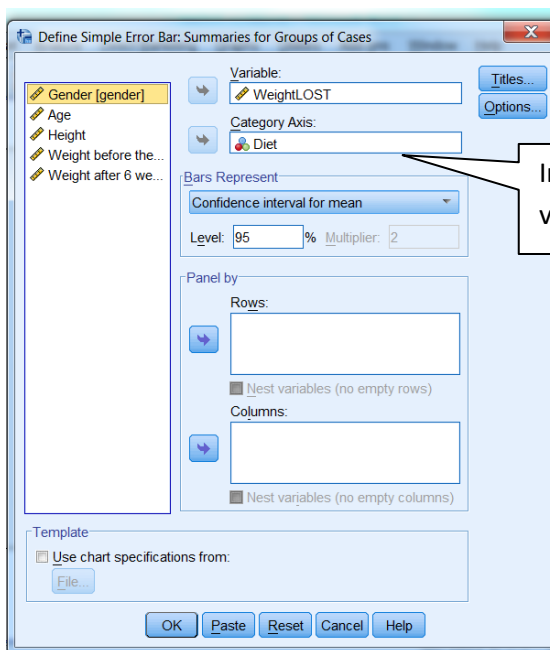 Define Simple Error Bar: Summaries for Groups of Cases
Gender [gender]
Age
Height
Weight before the...
Weight after 6 we...
Variable:
WeightLOST
Category Axis:
Diet
Titles...
Options...
Bars Represent
Confidence interval for mean
Level: 95 % Multiplier: 2
Panel by
Rows:
Nest variables (no empty rows)
Columns:
Nest variables (no empty columns)
Template
Use chart specifications from:
File...
OK Paste Reset Cancel Help